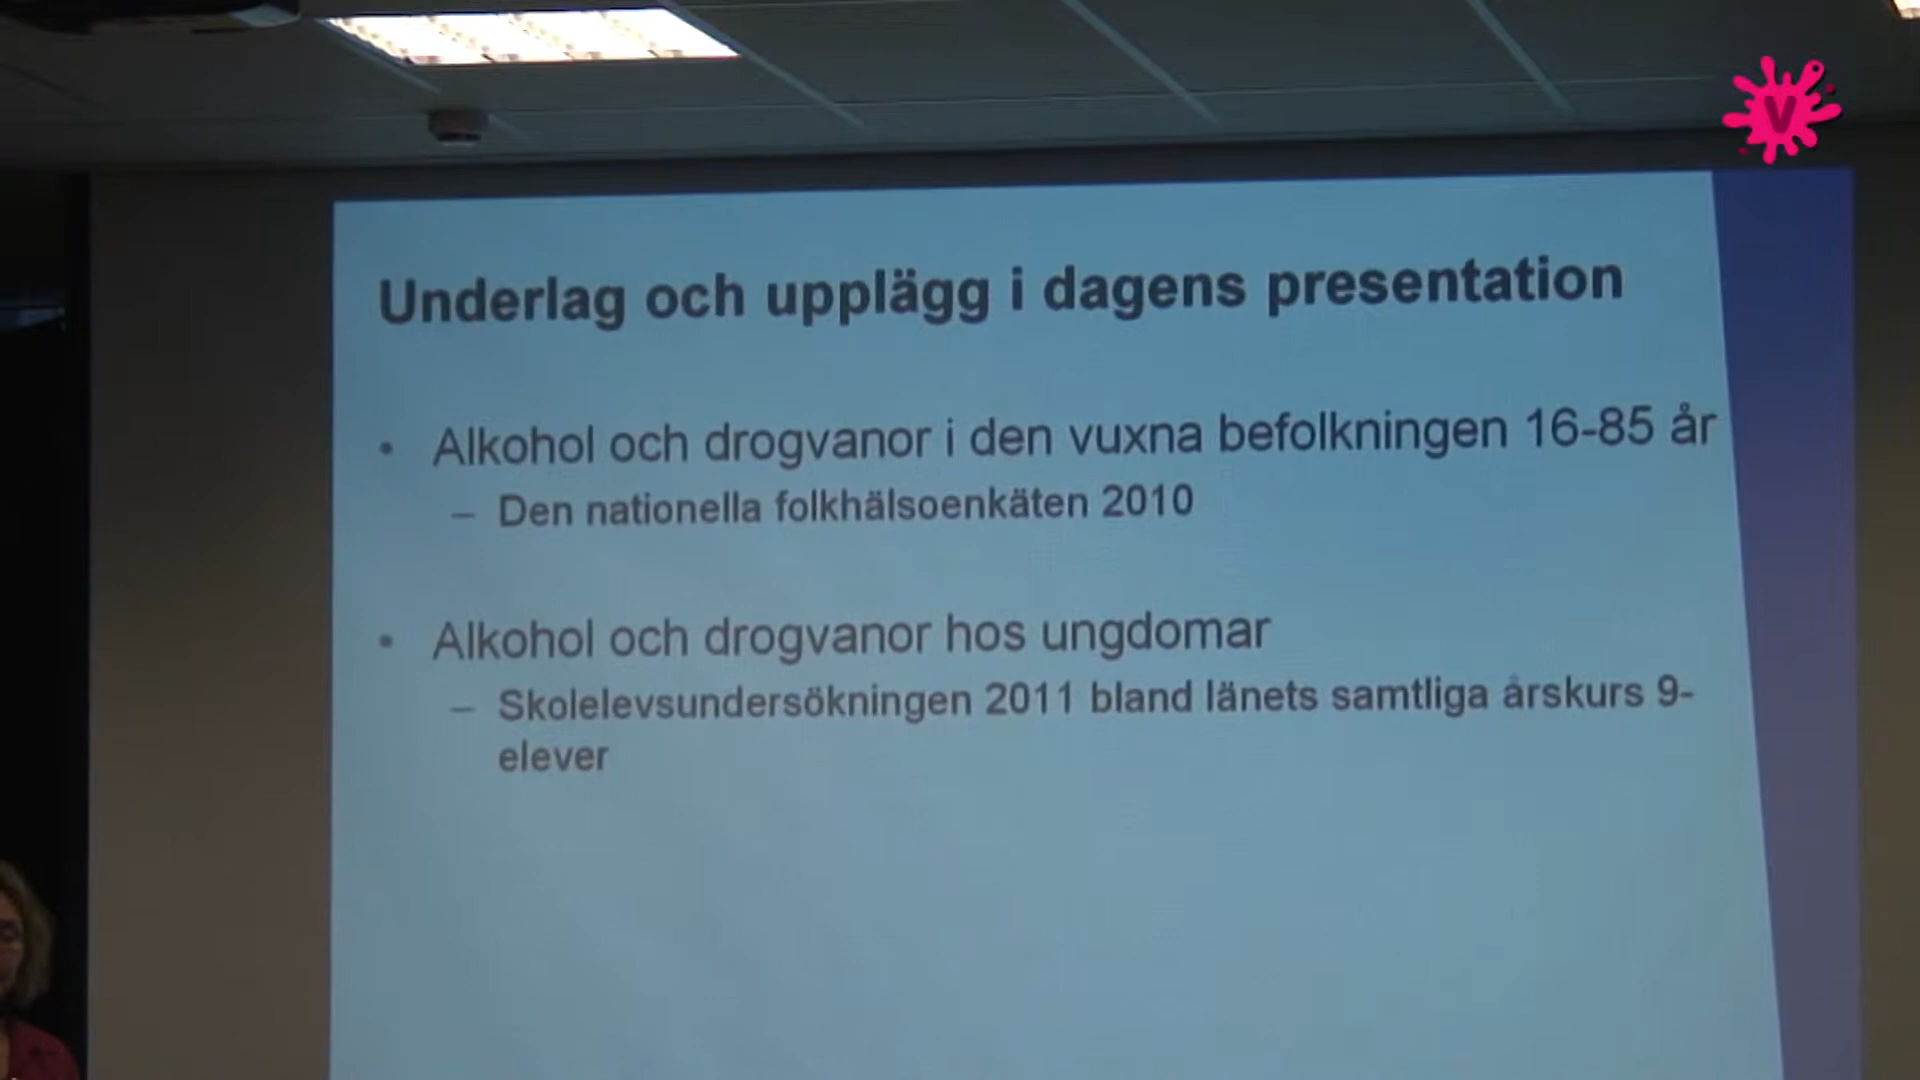 V
Underlag och upplägg i dagens presentation
• Alkohol och drogvanor i den vuxna befolkningen 16-85 år
– Den nationella folkhälsoenkäten 2010
• Alkohol och drogvanor hos ungdomar
– Skolelevsundersökningen 2011 bland länets samtliga årskurs 9-
elever